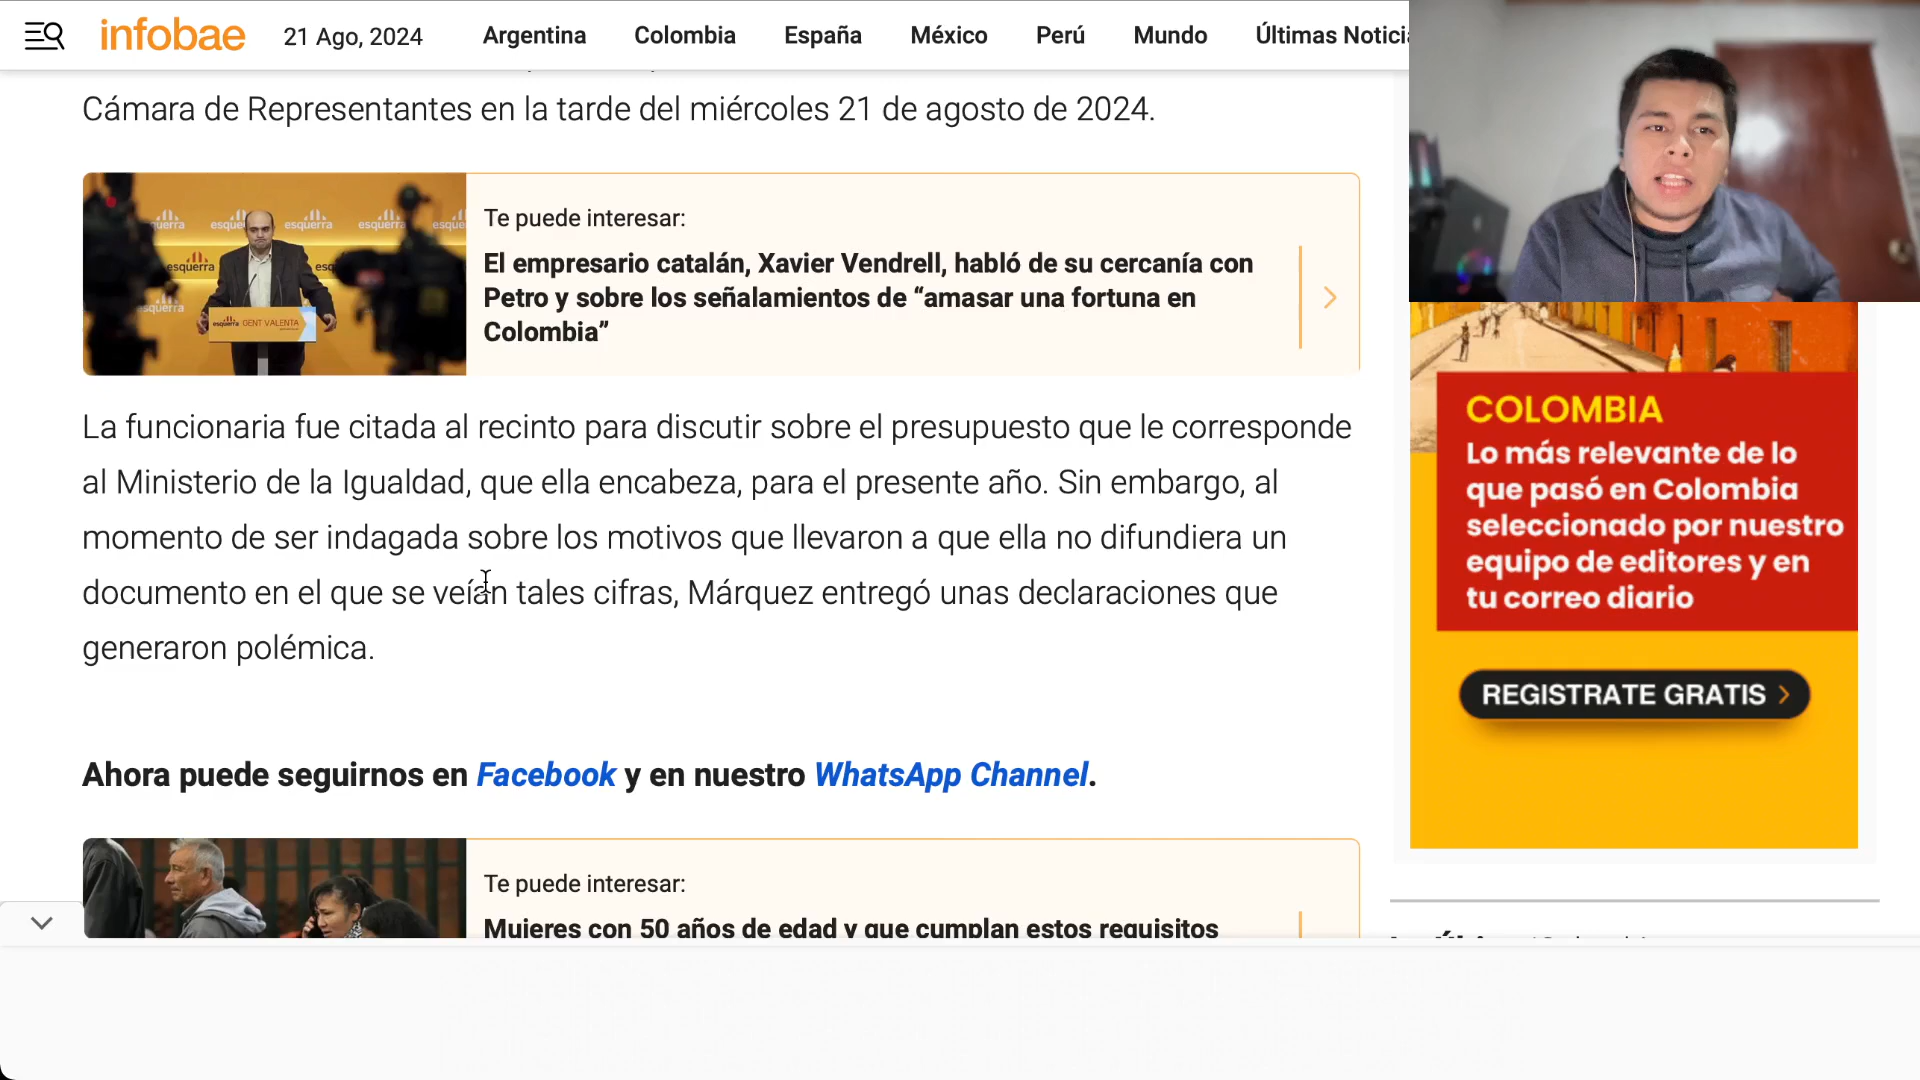 infobae
21 Ago, 2024
Argentina
Colombia
España
México
Perú
Mundo
Últimas Notici
Cámara de Representantes en la tarde del miércoles 21 de agosto de 2024.
esquerra
esquerra
esquerra
esquerra
esquerra GENT VALENTA
Te puede interesar:
El empresario catalán, Xavier Vendrell, habló de su cercanía con
Petro y sobre los señalamientos de “amasar una fortuna en
Colombia”
La funcionaria fue citada al recinto para discutir sobre el presupuesto que le corresponde
al Ministerio de la Igualdad, que ella encabeza, para el presente año. Sin embargo, al
momento de ser indagada sobre los motivos que llevaron a que ella no difundiera un
documento en el que se veían tales cifras, Márquez entregó unas declaraciones que
generaron polémica.
Ahora puede seguirnos en Facebook y en nuestro WhatsApp Channel.
Te puede interesar:
Mujeres con 50 años de edad y que cumplan estos requisitos
COLOMBIA
Lo más relevante de lo
que pasó en Colombia
seleccionado por nuestro
equipo de editores y en
tu correo diario
REGISTRATE GRATIS